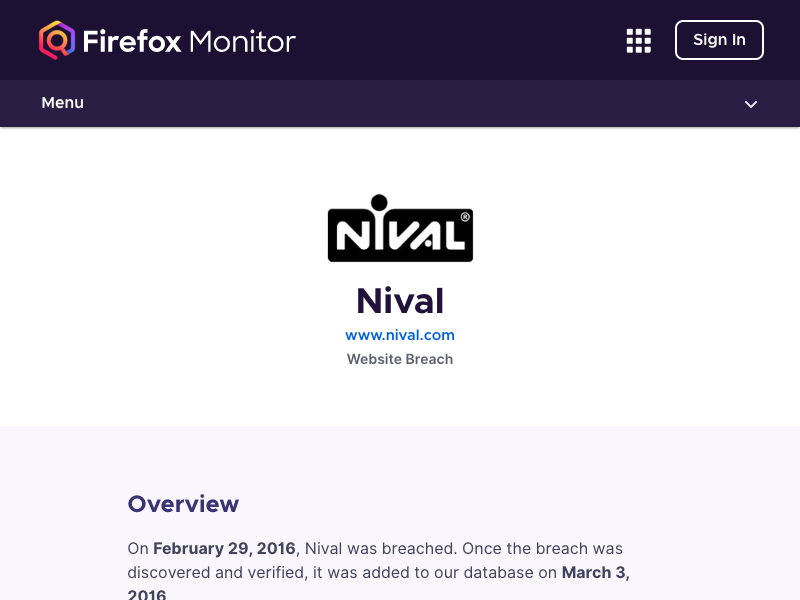 Firefox Monitor
Sign In
Menu
NIVAL®
Nival
www.nival.com
Website Breach
Overview
On February 29, 2016, Nival was breached. Once the breach was
discovered and verified, it was added to our database on March 3,
2016.